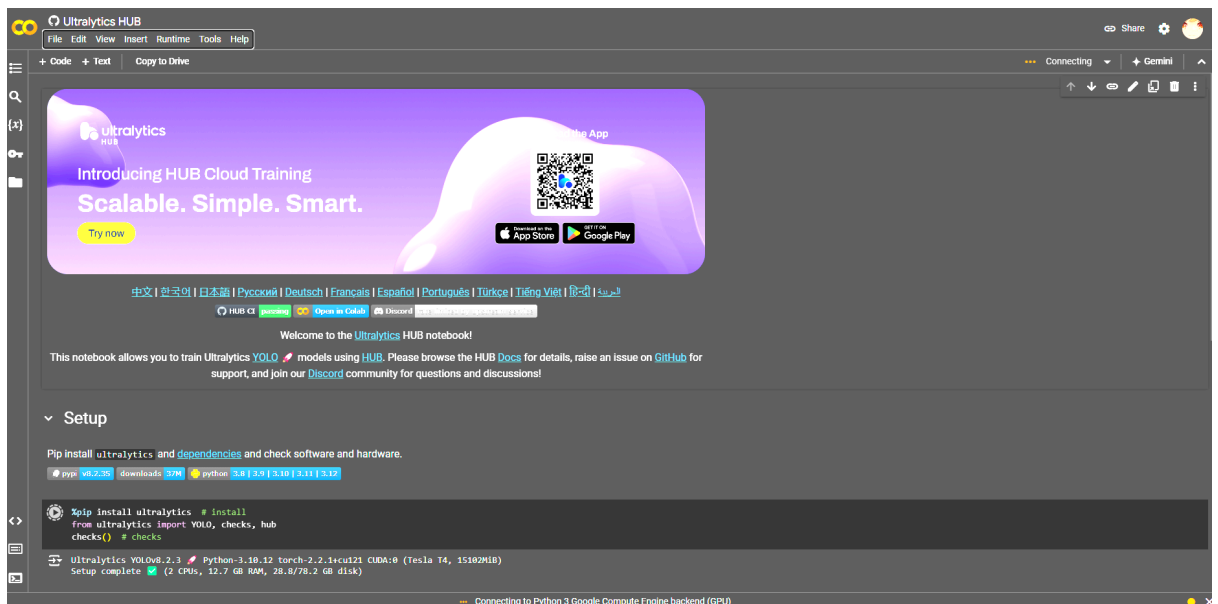 Ultralytics HUB
File Edit View Insert Runtime Tools Help
Share
+ Code + Text Copy to Drive
Connecting
Gemini
ultralytics
HUB
the App
Introducing HUB Cloud Training
Scalable. Simple. Smart.
Try now
Download on the
App Store
GET IT ON
Google Play
中文 | 한국어 | 日本語 | Русский | Deutsch | Français | Español | Português | Türkçe | Tiếng Việt | हिन्दी | العربية
HUB CI passing Open in Colab Discord
Welcome to the Ultralytics HUB notebook!
This notebook allows you to train Ultralytics YOLO 🚀 models using HUB. Please browse the HUB Docs for details, raise an issue on GitHub for
support, and join our Discord community for questions and discussions!
Setup
Pip install ultralytics and dependencies and check software and hardware.
pypi v8.2.35 downloads 37M python 3.8 | 3.9 | 3.10 | 3.11 | 3.12
%pip install ultralytics # install
from ultralytics import YOLO, checks, hub
checks() # checks
Ultralytics YOLOv8.2.3 🚀 Python-3.10.12 torch-2.2.1+cu121 CUDA:0 (Tesla T4, 15102MiB)
Setup complete ✅ (2 CPUs, 12.7 GB RAM, 28.8/78.2 GB disk)
Connecting to Python 3 Google Compute Engine backend (GPU)